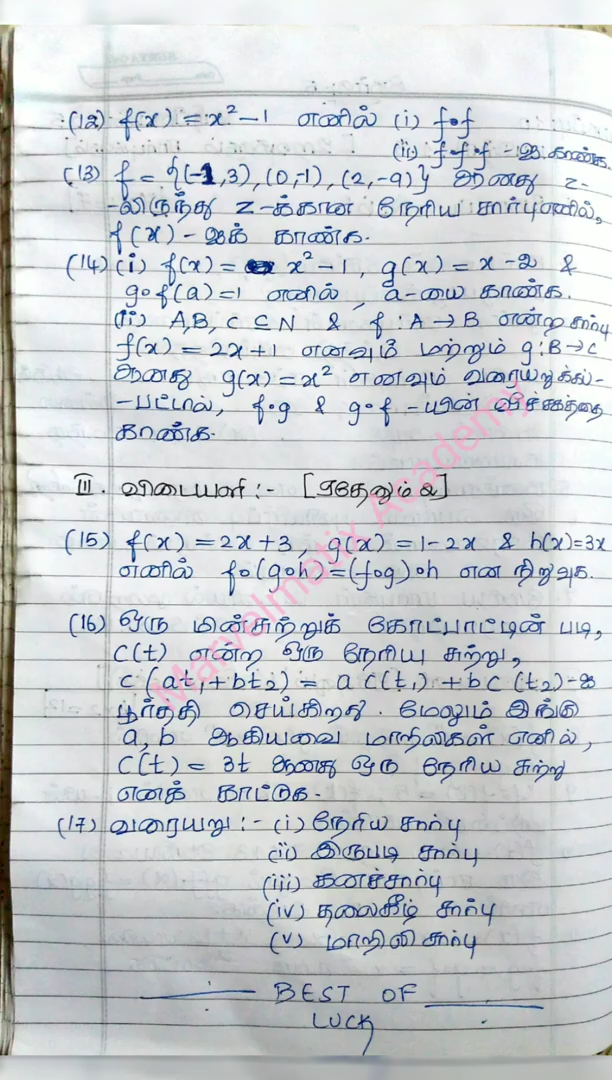 (12) f(x) = x² - 1 எனில் (i) f∘f
(ii) f∘f∘f - ஐ காண்க.
(13) f = {(-1,3), (0,-1), (2,-9)} ஆனது Z-
-லிருந்து Z-க்கான நேரிய சார்பு எனில்,
f(x) - ஐக் காண்க.
(14) (i) f(x) = x² - 1, g(x) = x - 2 &
g∘f(a) = 1 எனில், a-யை காண்க.
(ii) A, B, C ⊆ N & f : A → B என்ற சார்பு
f(x) = 2x + 1 எனவும் மற்றும் g : B → C
ஆனது g(x) = x² எனவும் வரையறுக்கப்-
-பட்டால், f∘g & g∘f - யின் வீச்சகத்தை
காண்க.
III. விடையளி :- [ஏதேனும் 2]
(15) f(x) = 2x + 3, g(x) = 1 - 2x & h(x) = 3x
எனில் f∘(g∘h) = (f∘g)∘h என நிறுவுக.
(16) ஒரு மின்சுற்றுக் கோட்பாட்டின் படி,
C(t) என்ற ஒரு நேரிய சுற்று,
C(at₁ + bt₂) = a C(t₁) + b C(t₂) - ஐ
பூர்த்தி செய்கிறது. மேலும் இங்கு
a, b ஆகியவை மாறிலிகள் எனில்,
C(t) = 3t ஆனது ஒரு நேரிய சுற்று
எனக் காட்டுக.
(17) வரையறு :- (i) நேரிய சார்பு
(ii) இருபடி சார்பு
(iii) கனச்சார்பு
(iv) தலைகீழ் சார்பு
(v) மாறிலி சார்பு
BEST OF
LUCK
Marvelmatix Academy